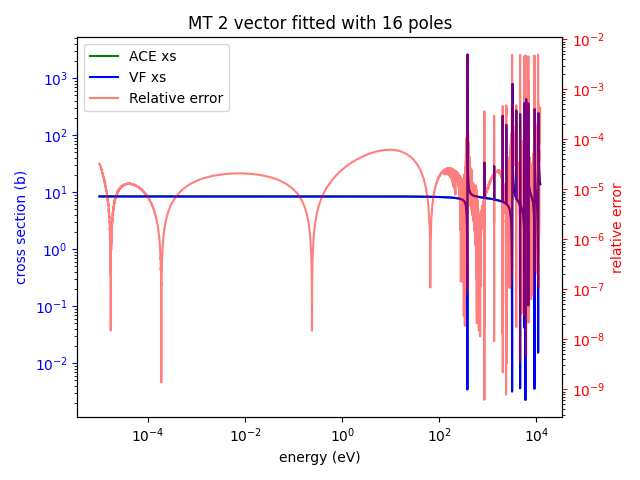 MT 2 vector fitted with 16 poles
ACE xs
VF xs
Relative error
cross section (b)
10³
10²
10¹
10⁰
10⁻¹
10⁻²
10⁻²
10⁻³
10⁻⁴
10⁻⁵
10⁻⁶
10⁻⁷
10⁻⁸
10⁻⁹
relative error
10⁻⁴
10⁻²
10⁰
10²
10⁴
energy (eV)